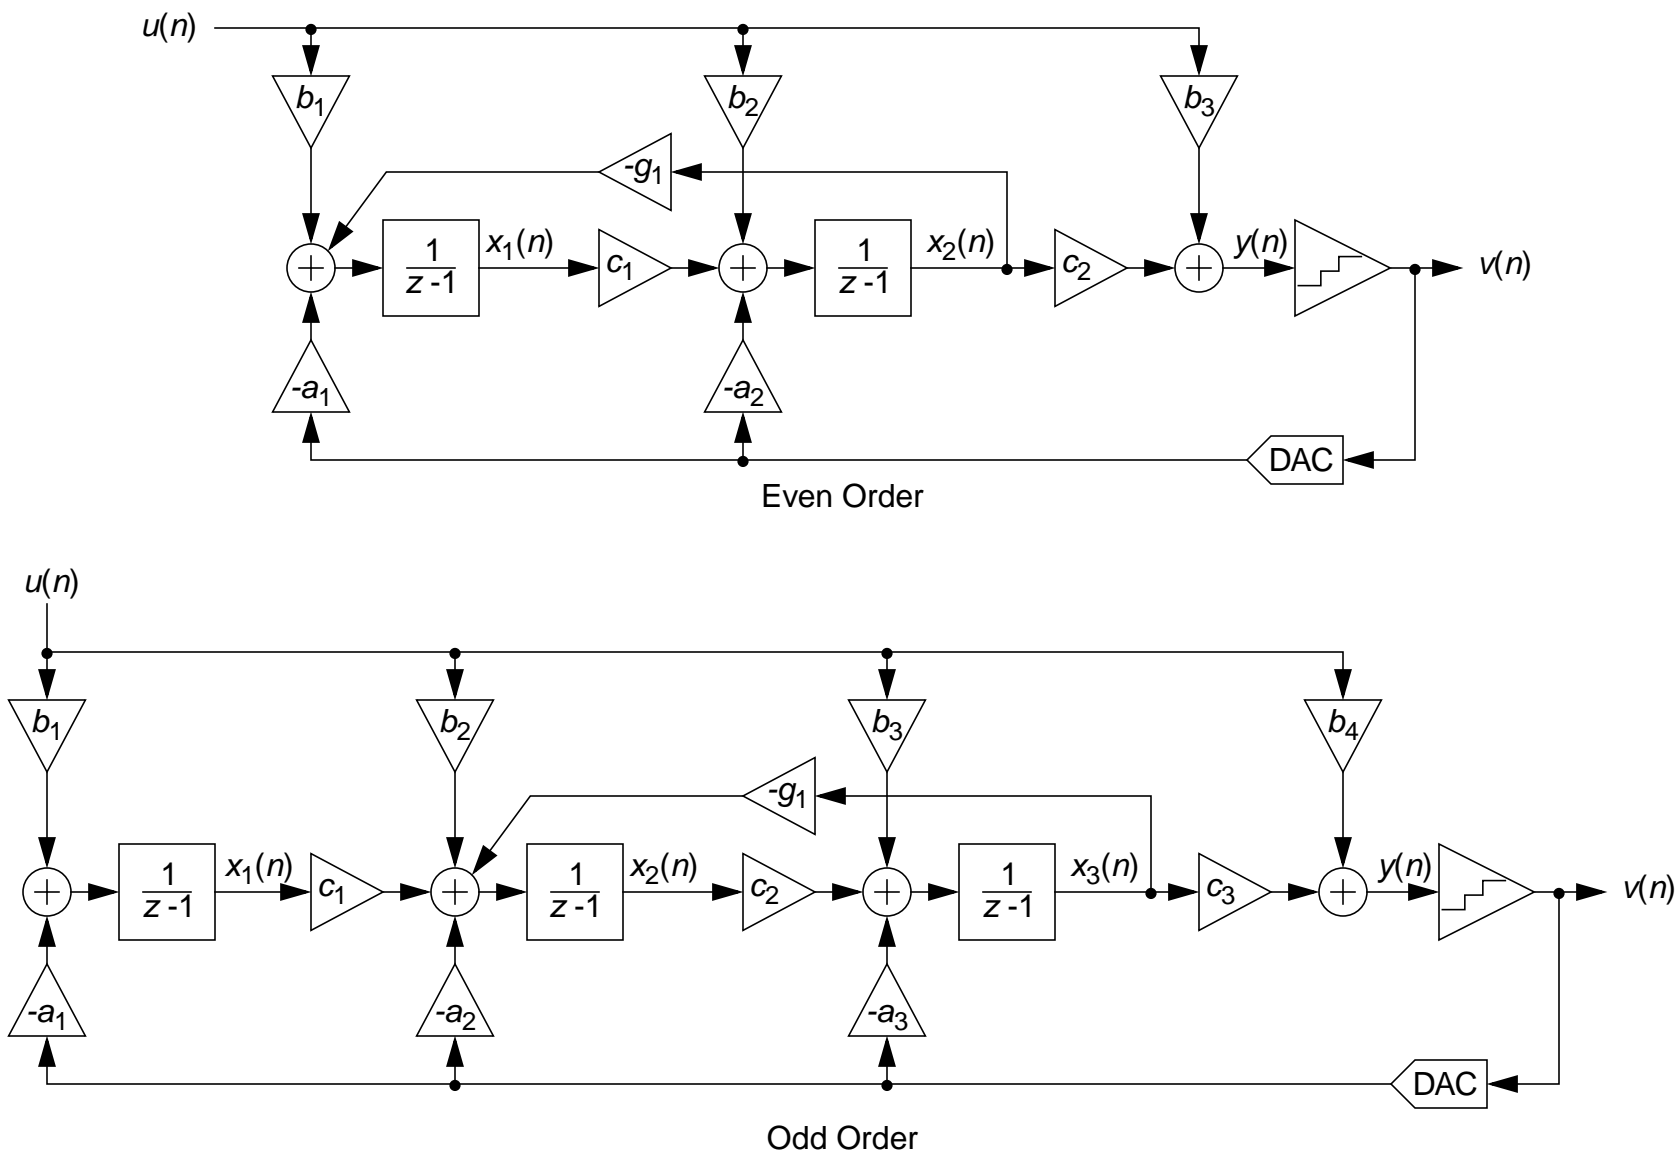 u(n)
b1
b2
b3
-g1
1
z -1
x1(n)
c1
1
z -1
x2(n)
c2
y(n)
v(n)
-a1
-a2
DAC
Even Order
u(n)
b1
b2
b3
b4
-g1
1
z -1
x1(n)
c1
1
z -1
x2(n)
c2
1
z -1
x3(n)
c3
y(n)
v(n)
-a1
-a2
-a3
DAC
Odd Order